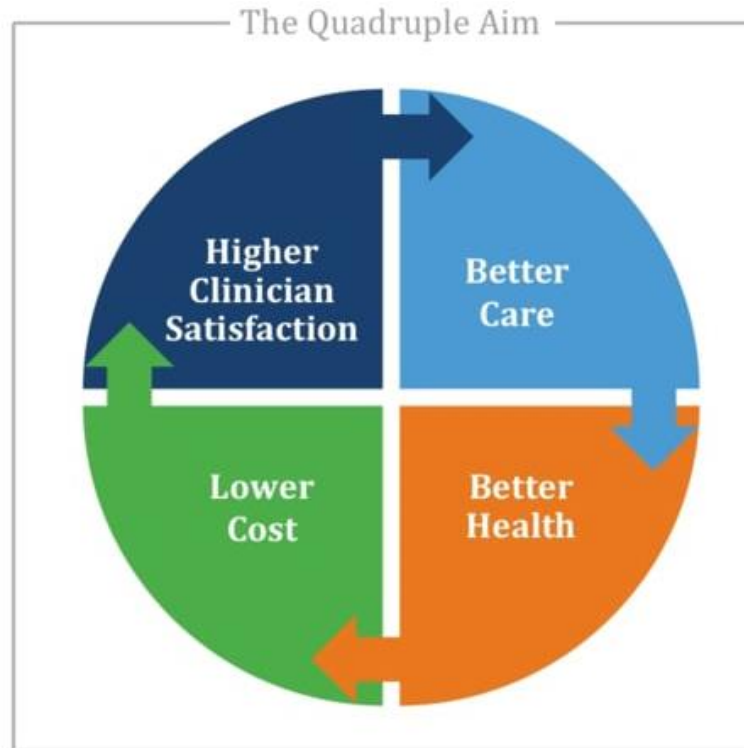 The Quadruple Aim
Higher
Clinician
Satisfaction
Better
Care
Lower
Cost
Better
Health